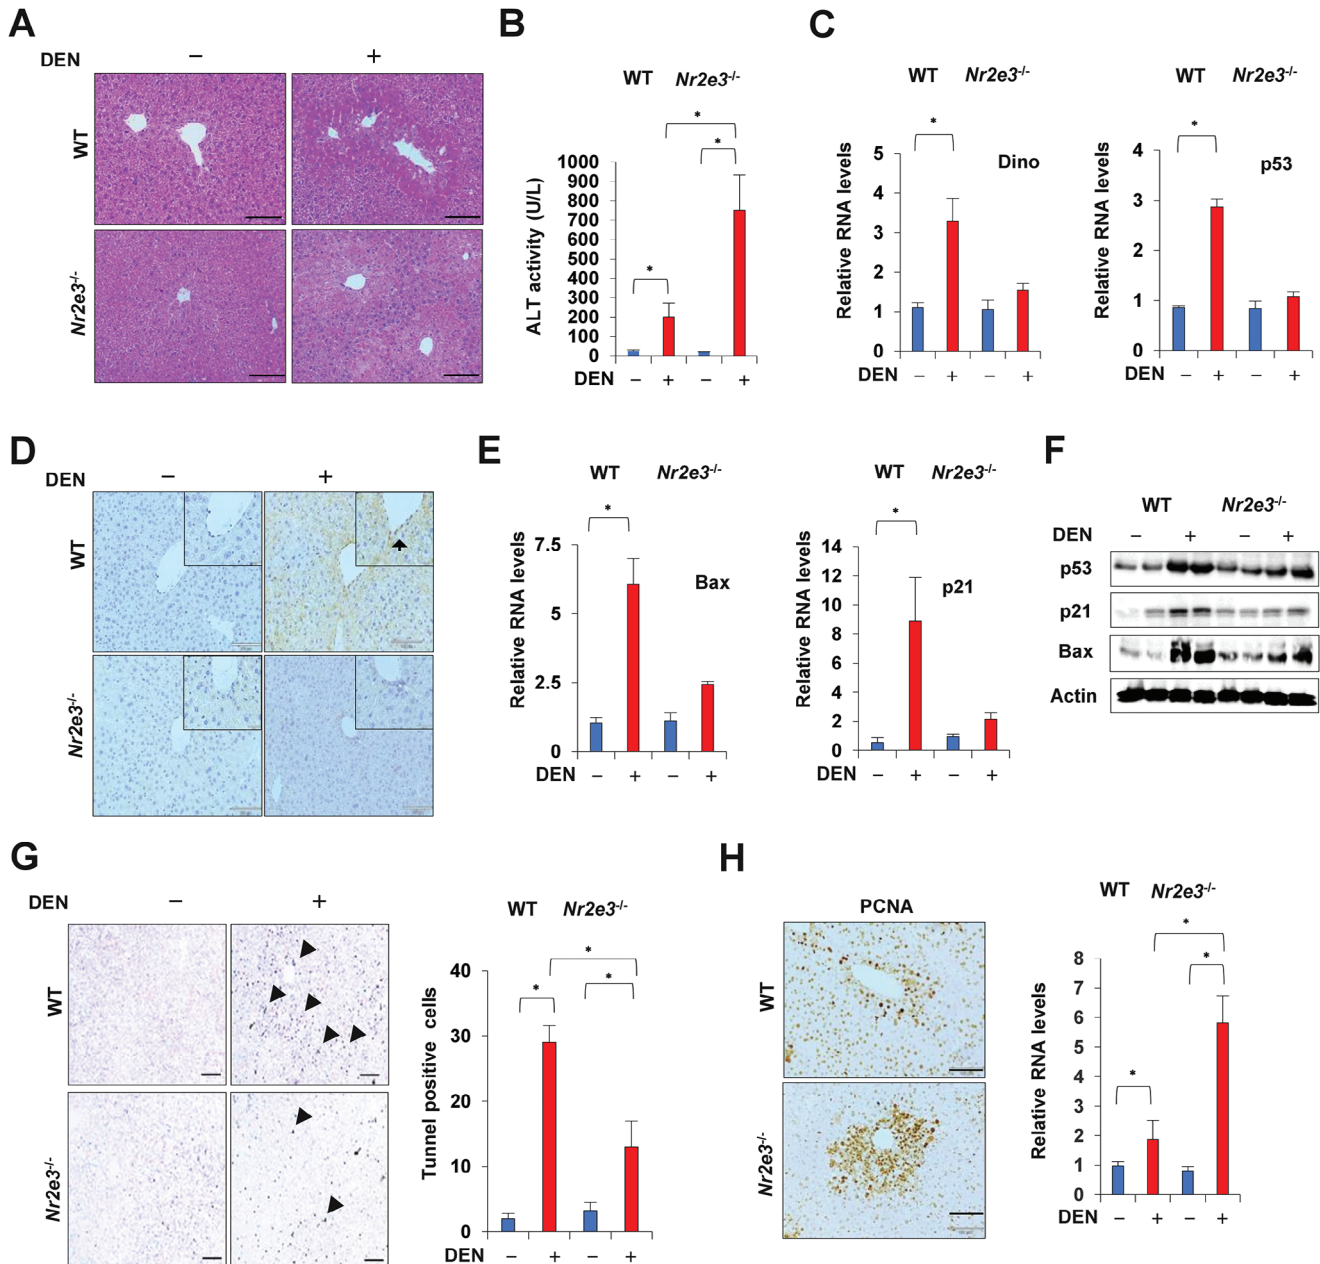 A
DEN − +
WT
Nr2e3-/-
B
WT Nr2e3-/-
* * *
ALT activity (U/L)
1000
900
800
700
600
500
400
300
200
100
0
DEN − + − +
C
WT Nr2e3-/-
*
Dino
Relative RNA levels
5
4
3
2
1
0
DEN − + − +
WT Nr2e3-/-
*
p53
Relative RNA levels
4
3
2
1
0
DEN − + − +
D
DEN − +
WT
Nr2e3-/-
E
WT Nr2e3-/-
*
Bax
Relative RNA levels
7.5
5
2.5
0
DEN − + − +
WT Nr2e3-/-
*
p21
Relative RNA levels
14
12
10
8
6
4
2
0
DEN − + − +
F
WT Nr2e3-/-
DEN − + − +
p53
p21
Bax
Actin
G
DEN − +
WT
Nr2e3-/-
WT Nr2e3-/-
* * *
Tunnel positive cells
40
30
20
10
0
DEN − + − +
H
PCNA
WT
Nr2e3-/-
WT Nr2e3-/-
* * *
Relative RNA levels
8
7
6
5
4
3
2
1
0
DEN − + − +